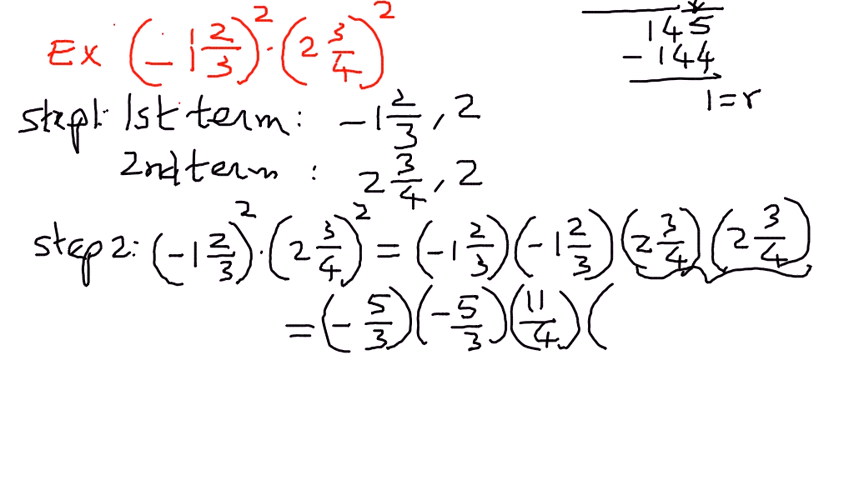 Ex (-1 2/3)^2 · (2 3/4)^2
145
-144
1=r
step1: 1st term: -1 2/3, 2
2nd term : 2 3/4, 2
step 2: (-1 2/3)^2 · (2 3/4)^2 = (-1 2/3)(-1 2/3)(2 3/4)(2 3/4)
= (-5/3)(-5/3)(11/4)(